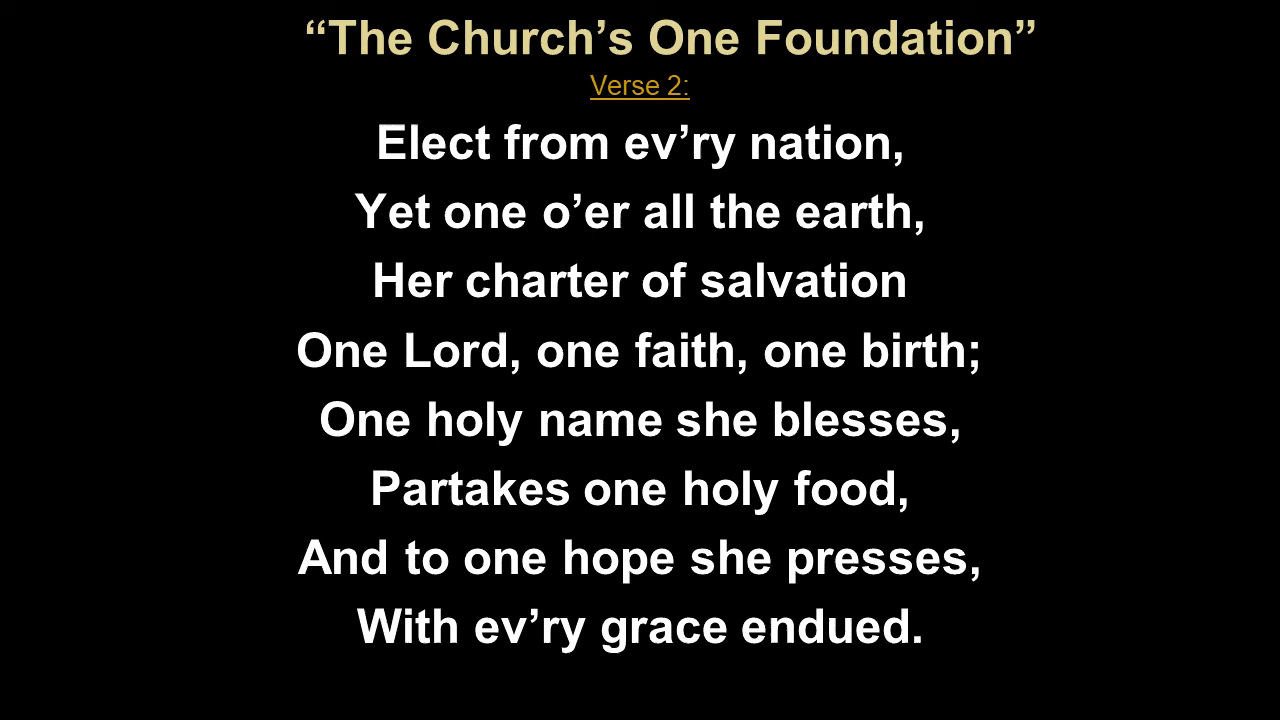 “The Church’s One Foundation”
Verse 2:
Elect from ev’ry nation,
Yet one o’er all the earth,
Her charter of salvation
One Lord, one faith, one birth;
One holy name she blesses,
Partakes one holy food,
And to one hope she presses,
With ev’ry grace endued.